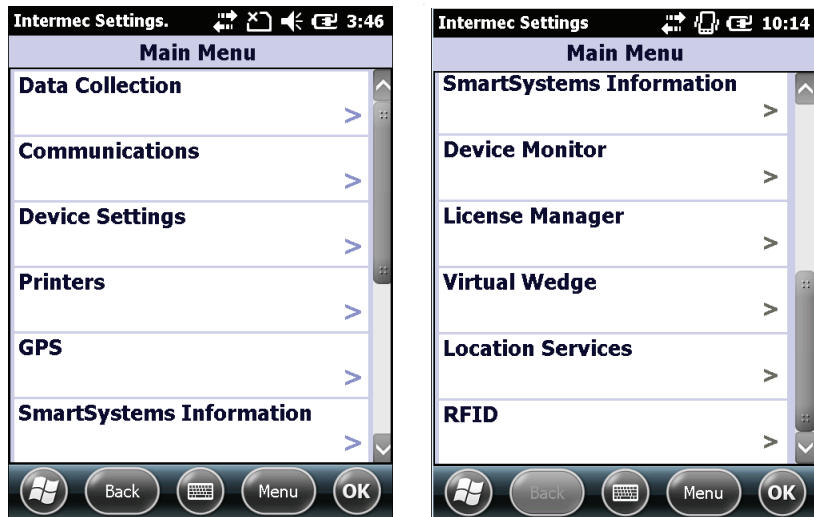 Intermec Settings. 3:46
Main Menu
Data Collection
>
Communications
>
Device Settings
>
Printers
>
GPS
>
SmartSystems Information
>
Back Menu OK
Intermec Settings 10:14
Main Menu
SmartSystems Information
>
Device Monitor
>
License Manager
>
Virtual Wedge
>
Location Services
>
RFID
>
Back Menu OK